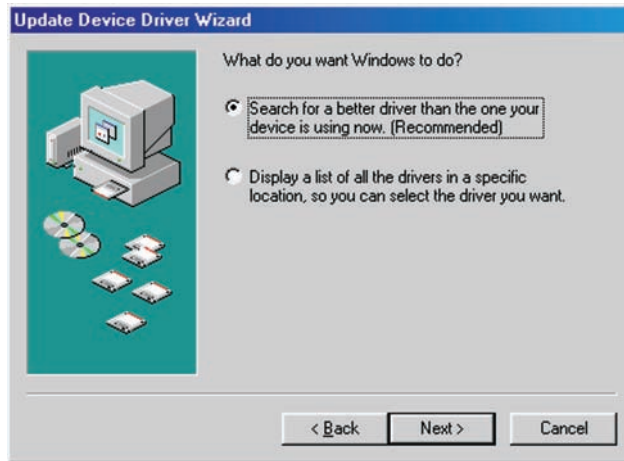 Update Device Driver Wizard
What do you want Windows to do?
Search for a better driver than the one your
device is using now. (Recommended)
Display a list of all the drivers in a specific
location, so you can select the driver you want.
< Back
Next >
Cancel